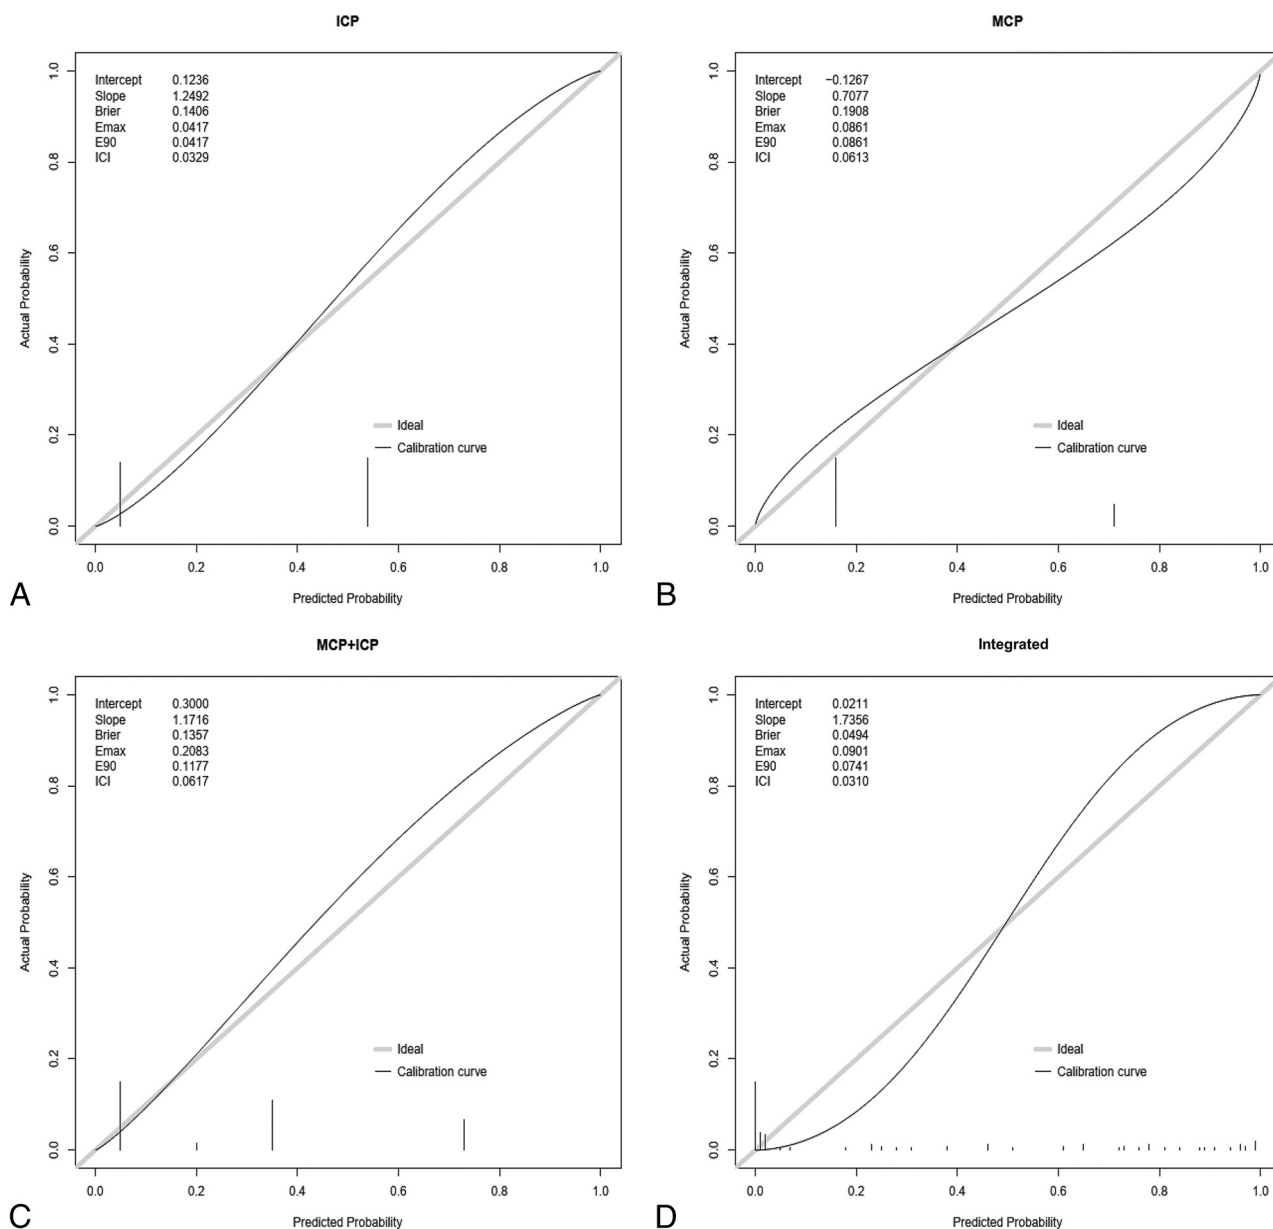 ICP
Intercept 0.1236
Slope 1.2492
Brier 0.1406
Emax 0.0417
E90 0.0417
ICI 0.0329
Actual Probability
0.0 0.2 0.4 0.6 0.8 1.0
Ideal
Calibration curve
0.0 0.2 0.4 0.6 0.8 1.0
Predicted Probability
A
MCP
Intercept −0.1267
Slope 0.7077
Brier 0.1908
Emax 0.0861
E90 0.0861
ICI 0.0613
Actual Probability
0.0 0.2 0.4 0.6 0.8 1.0
Ideal
Calibration curve
0.0 0.2 0.4 0.6 0.8 1.0
Predicted Probability
B
MCP+ICP
Intercept 0.3000
Slope 1.1716
Brier 0.1357
Emax 0.2083
E90 0.1177
ICI 0.0617
Actual Probability
0.0 0.2 0.4 0.6 0.8 1.0
Ideal
Calibration curve
0.0 0.2 0.4 0.6 0.8 1.0
Predicted Probability
C
Integrated
Intercept 0.0211
Slope 1.7356
Brier 0.0494
Emax 0.0901
E90 0.0741
ICI 0.0310
Actual Probability
0.0 0.2 0.4 0.6 0.8 1.0
Ideal
Calibration curve
0.0 0.2 0.4 0.6 0.8 1.0
Predicted Probability
D